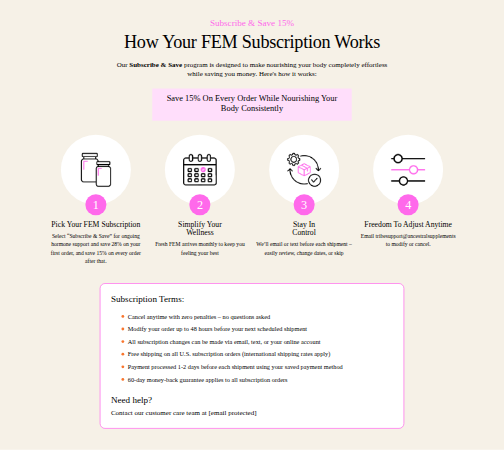 Subscribe & Save 15%
How Your FEM Subscription Works
Our Subscribe & Save program is designed to make nourishing your body completely effortless
while saving you money. Here's how it works:
Save 15% On Every Order While Nourishing Your
Body Consistently
1
Pick Your FEM Subscription
Select “Subscribe & Save” for ongoing
hormone support and save 28% on your
first order, and save 15% on every order
after that.
2
Simplify Your
Wellness
Fresh FEM arrives monthly to keep you
feeling your best
3
Stay In
Control
We’ll email or text before each shipment –
easily review, change dates, or skip
4
Freedom To Adjust Anytime
Email tribesupport@ancestralsupplements
to modify or cancel.
Subscription Terms:
Cancel anytime with zero penalties – no questions asked
Modify your order up to 48 hours before your next scheduled shipment
All subscription changes can be made via email, text, or your online account
Free shipping on all U.S. subscription orders (international shipping rates apply)
Payment processed 1-2 days before each shipment using your saved payment method
60-day money-back guarantee applies to all subscription orders
Need help?
Contact our customer care team at [email protected]